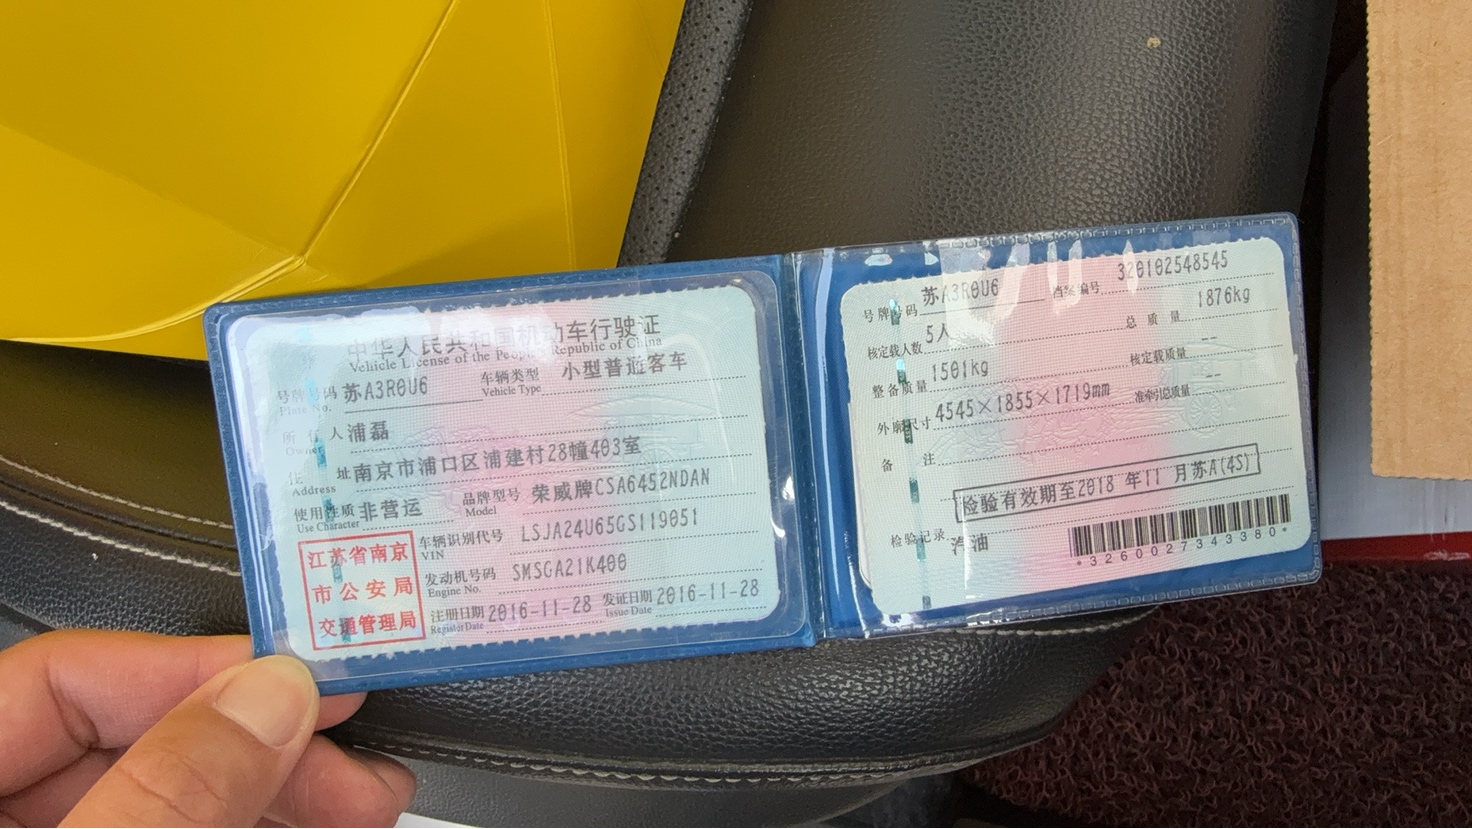 中华人民共和国机动车行驶证
Vehicle License of the People's Republic of China
号牌号码 苏A3R0U6 车辆类型 小型普通客车
Plate No. Vehicle Type
所有人 浦磊
Owner
住址 南京市浦口区浦建村28幢403室
Address
使用性质 非营运 品牌型号 荣威牌CSA6452NDAN
Use Character Model
江苏省南京
市公安局
交通管理局
车辆识别代号 LSJA24U65GS119051
VIN
发动机号码 SMSGA21K400
Engine No.
注册日期 2016-11-28 发证日期 2016-11-28
Register Date Issue Date
号牌号码 苏A3R0U6 档案编号 320102548545
核定载人数 5人 总质量 1876kg
整备质量 1501kg 核定载质量 --
外廓尺寸 4545×1855×1719mm 准牵引总质量 --
备注
检验有效期至2018年11月苏A(4S)
检验记录 汽油
*3260027343380*